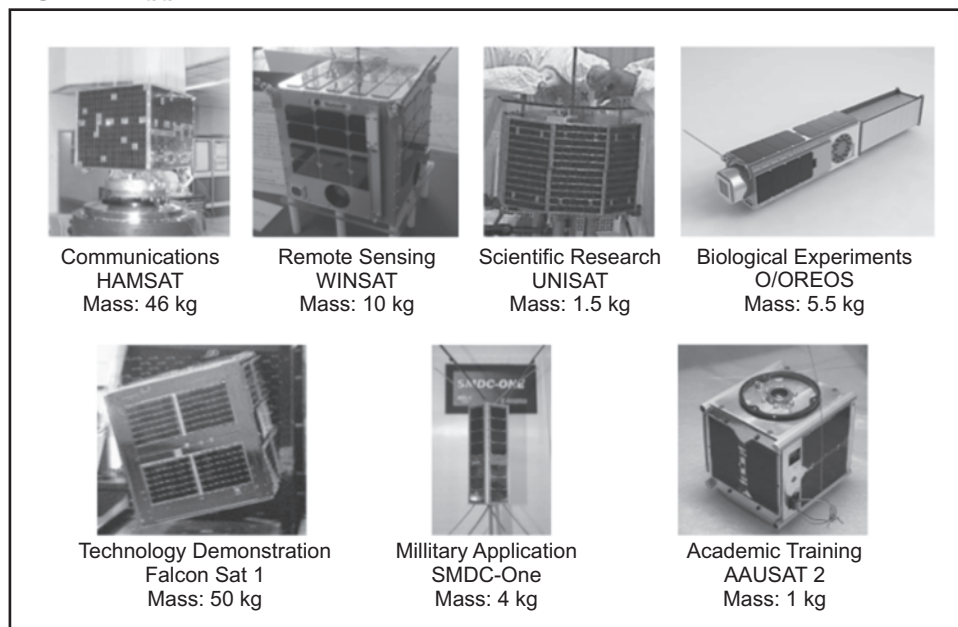 Communications
HAMSAT
Mass: 46 kg
Remote Sensing
WINSAT
Mass: 10 kg
Scientific Research
UNISAT
Mass: 1.5 kg
Biological Experiments
O/OREOS
Mass: 5.5 kg
SMDC-ONE
Technology Demonstration
Falcon Sat 1
Mass: 50 kg
Millitary Application
SMDC-One
Mass: 4 kg
Academic Training
AAUSAT 2
Mass: 1 kg